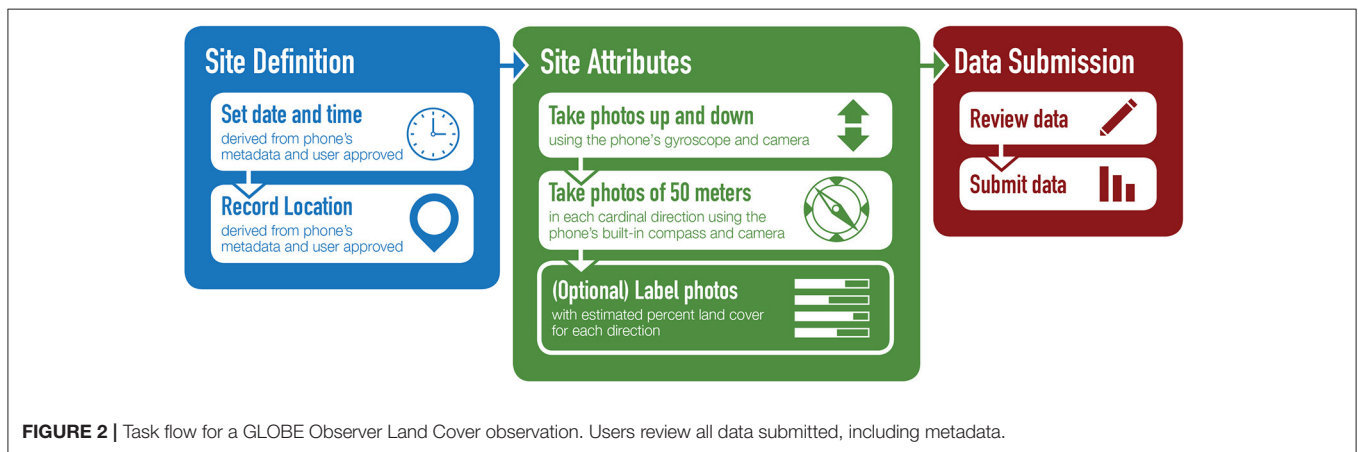 Site Definition
Set date and time
derived from phone's
metadata and user approved
Record Location
derived from phone's
metadata and user approved
Site Attributes
Take photos up and down
using the phone's gyroscope and camera
Take photos of 50 meters
in each cardinal direction using the
phone's built-in compass and camera
(Optional) Label photos
with estimated percent land cover
for each direction
Data Submission
Review data
Submit data
FIGURE 2 | Task flow for a GLOBE Observer Land Cover observation. Users review all data submitted, including metadata.